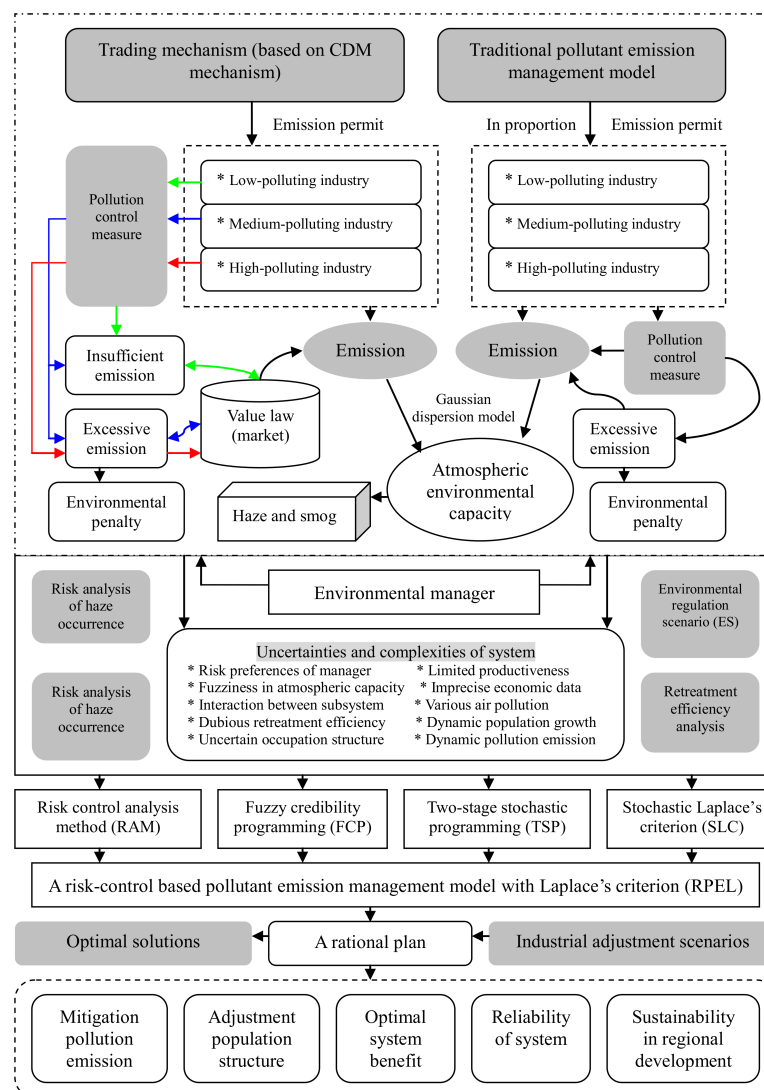 Trading mechanism (based on CDM
mechanism)
Traditional pollutant emission
management model
Emission permit
In proportion
Emission permit
Pollution
control
measure
* Low-polluting industry
* Medium-polluting industry
* High-polluting industry
* Low-polluting industry
* Medium-polluting industry
* High-polluting industry
Insufficient
emission
Emission
Emission
Pollution
control
measure
Value law
(market)
Gaussian
dispersion model
Excessive
emission
Excessive
emission
Atmospheric
environmental
capacity
Environmental
penalty
Haze and smog
Environmental
penalty
Risk analysis
of haze
occurrence
Environmental manager
Environmental
regulation
scenario (ES)
Uncertainties and complexities of system
* Risk preferences of manager
* Limited productiveness
* Fuzziness in atmospheric capacity
* Imprecise economic data
* Interaction between subsystem
* Various air pollution
* Dubious retreatment efficiency
* Dynamic population growth
* Uncertain occupation structure
* Dynamic pollution emission
Risk analysis
of haze
occurrence
Retreatment
efficiency
analysis
Risk control analysis
method (RAM)
Fuzzy credibility
programming (FCP)
Two-stage stochastic
programming (TSP)
Stochastic Laplace's
criterion (SLC)
A risk-control based pollutant emission management model with Laplace's criterion (RPEL)
Optimal solutions
A rational plan
Industrial adjustment scenarios
Mitigation
pollution
emission
Adjustment
population
structure
Optimal
system
benefit
Reliability
of system
Sustainability
in regional
development